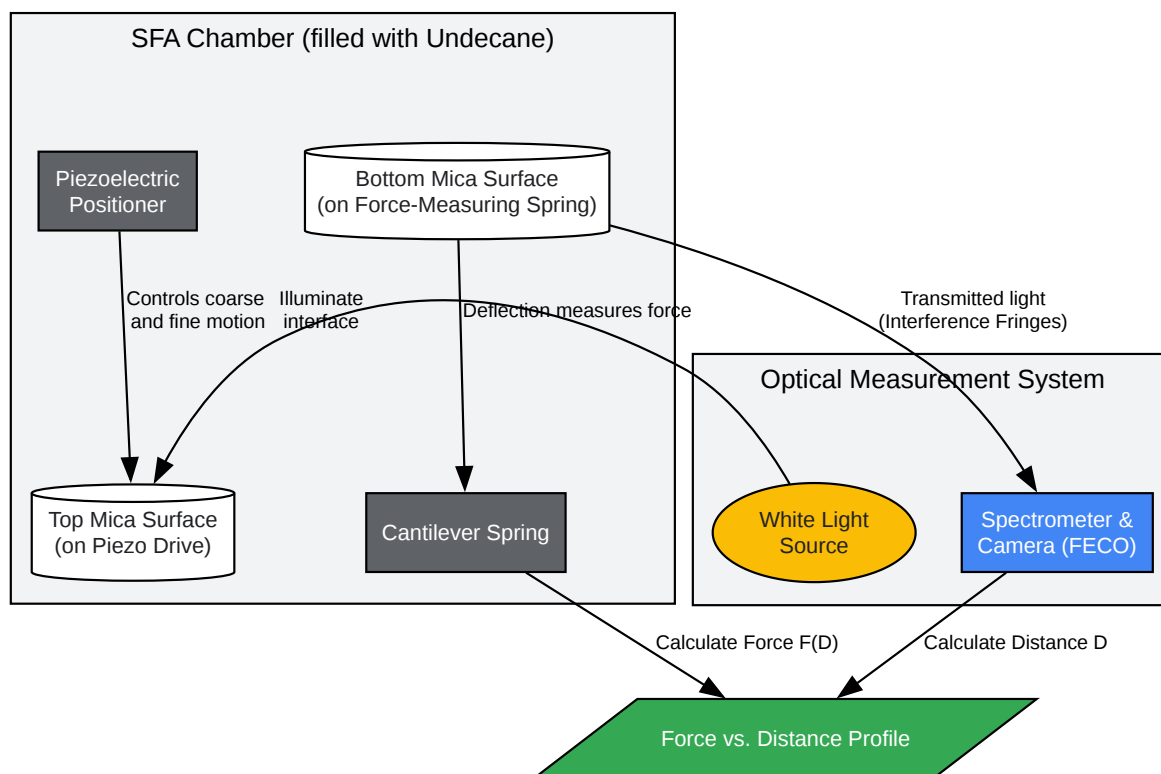 SFA Chamber (filled with Undecane)
Piezoelectric
Positioner
Bottom Mica Surface
(on Force-Measuring Spring)
Controls coarse
and fine motion
Illuminate
interface
Deflection measures force
Transmitted light
(Interference Fringes)
Optical Measurement System
Top Mica Surface
(on Piezo Drive)
Cantilever Spring
White Light
Source
Spectrometer &
Camera (FECO)
Calculate Force F(D)
Calculate Distance D
Force vs. Distance Profile